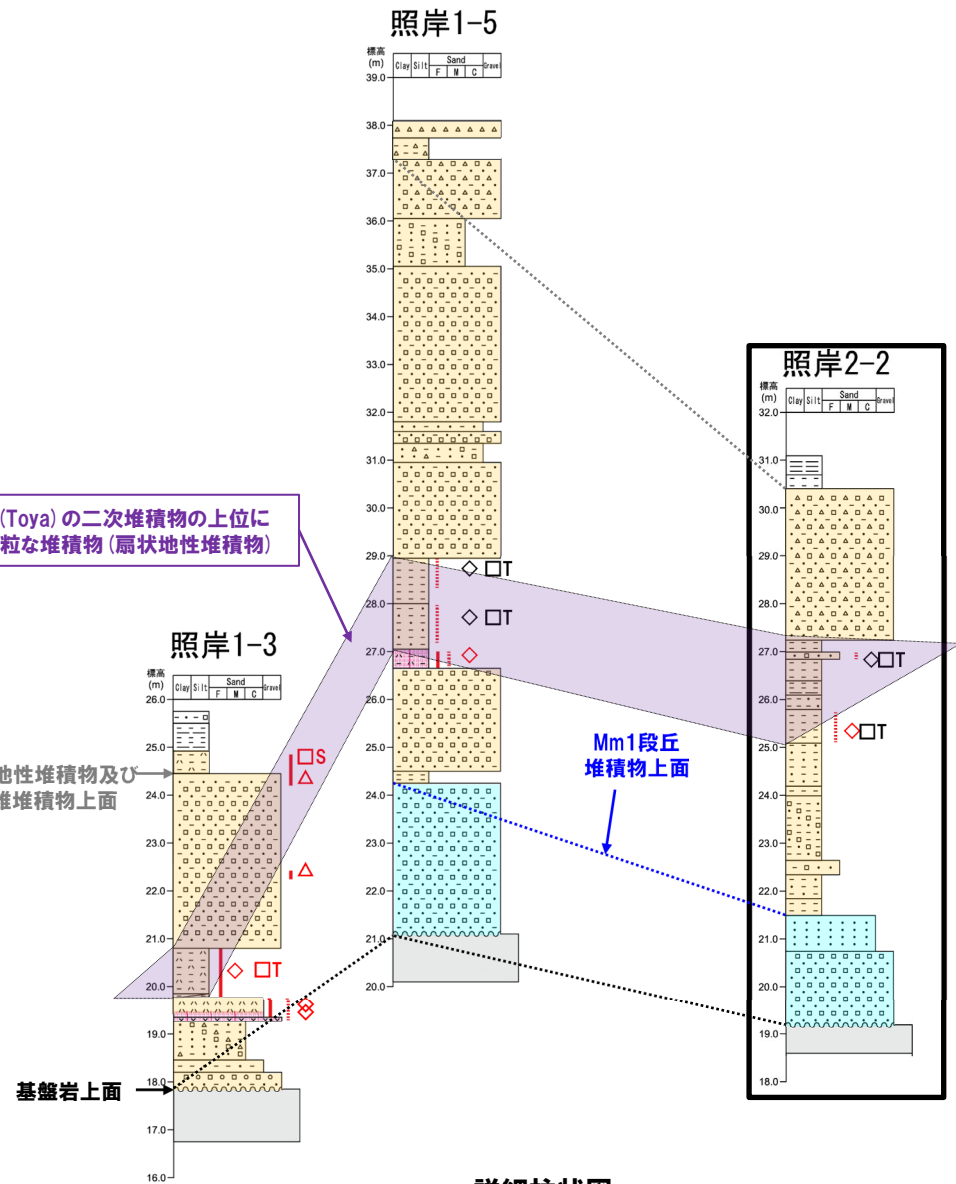 照岸1-5
標高
(m)
Clay Silt Sand Gravel
F M C
39.0
38.0
37.0
36.0
35.0
34.0
33.0
32.0
31.0
30.0
29.0
28.0
27.0
26.0
25.0
24.0
23.0
22.0
21.0
20.0
◇ □T
◇ □T
◇
照岸2-2
標高
(m)
Clay Silt Sand Gravel
F M C
32.0
31.0
30.0
29.0
28.0
27.0
26.0
25.0
24.0
23.0
22.0
21.0
20.0
19.0
18.0
◇□T
◇□T
(Toya)の二次堆積物の上位に
粒な堆積物(扇状地性堆積物)
照岸1-3
標高
(m)
Clay Silt Sand Gravel
F M C
26.0
25.0
24.0
23.0
22.0
21.0
20.0
19.0
18.0
17.0
16.0
□S
△
△
◇ □T
地性堆積物及び
堆積物上面
Mm1段丘
堆積物上面
基盤岩上面